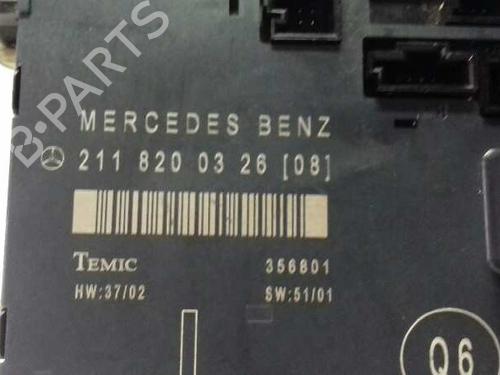 B-PARTS
MERCEDES BENZ
211 820 03 26 [08]
TEMIC 356801
HW:37/02 SW:51/01
Q6